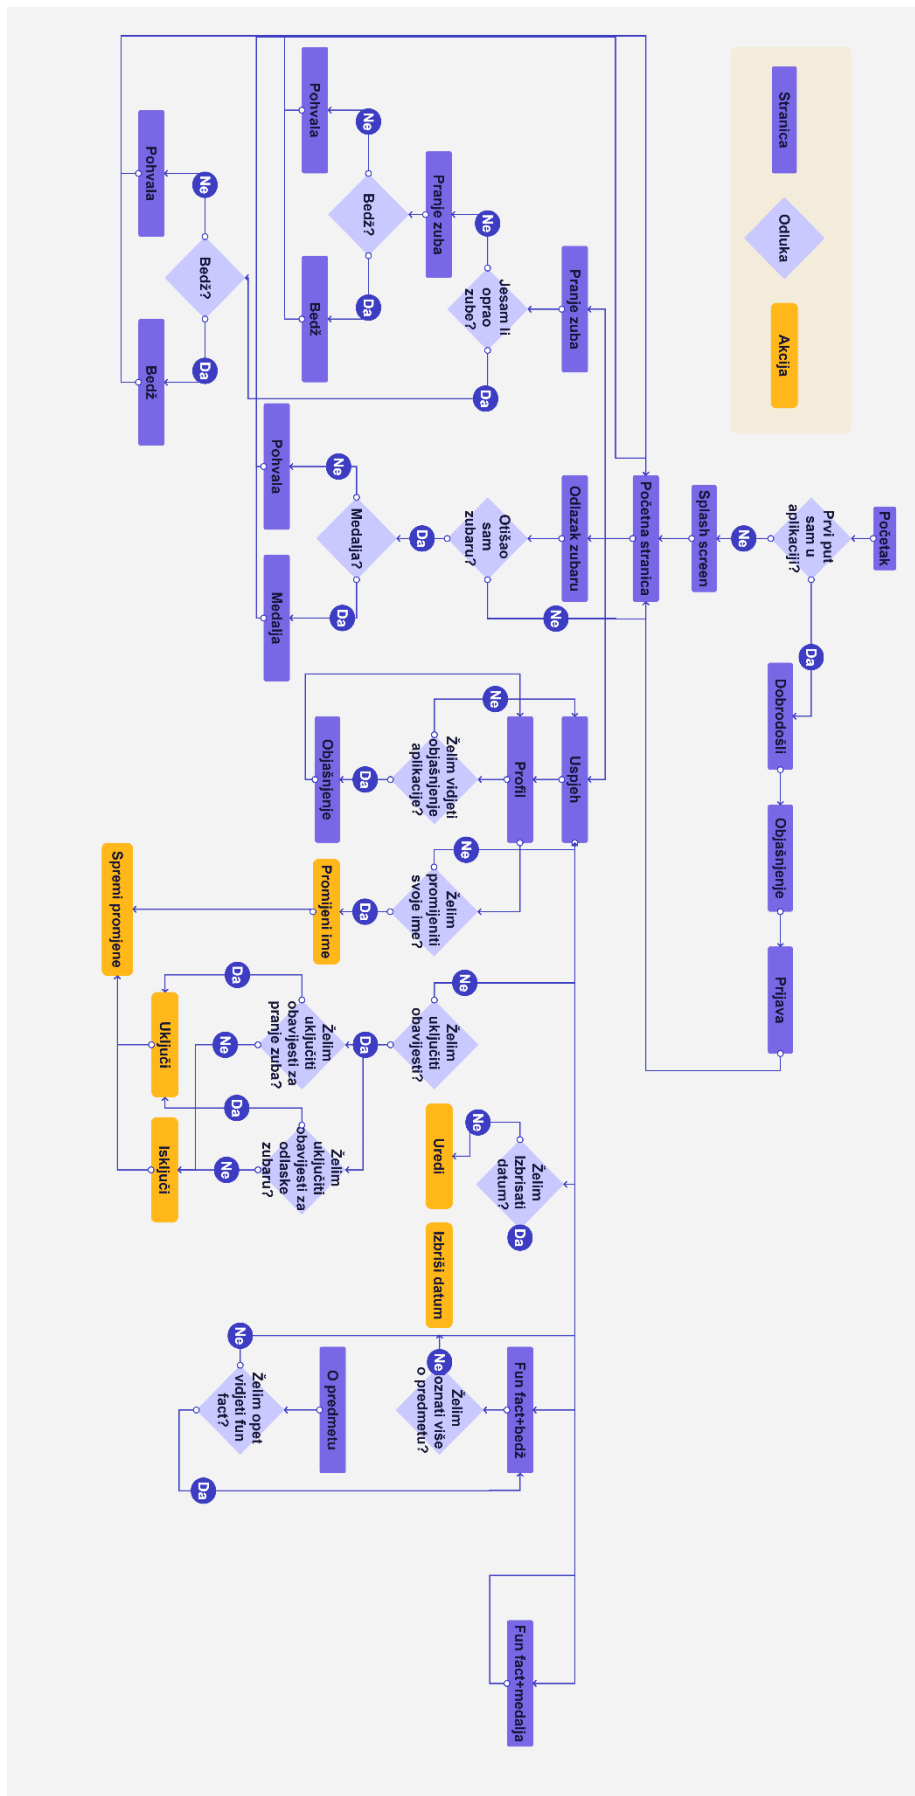 Stranica
Odluka
Akcija
Početak
Prvi put
sam u
aplikaciji?
Ne
Da
Splash screen
Dobrodošli
Objašnjenje
Prijava
Početna stranica
Pranje zuba
Jesam li
oprao
zube?
Ne
Da
Pranje zuba
Bedž?
Ne
Da
Pohvala
Bedž
Bedž?
Ne
Da
Pohvala
Bedž
Odlazak zubaru
Otišao
sam
zubaru?
Da
Ne
Medalja?
Ne
Da
Pohvala
Medalja
Uspjeh
Profil
Želim vidjeti
objašnjenje
aplikacije?
Ne
Da
Objašnjenje
Želim
promijeniti
svoje ime?
Ne
Da
Promijeni ime
Spremi promjene
Želim
uključiti
obavijesti?
Ne
Da
Želim
uključiti
obavijesti za
pranje zuba?
Da
Ne
Uključi
Želim
uključiti
obavijesti za
odlaske
zubaru?
Da
Ne
Isključi
Želim
Izbrisati
datum?
Ne
Da
Uredi
Izbriši datum
Fun fact+bedž
Želim
oznati više
o predmetu?
Ne
O predmetu
Želim opet
vidjeti fun
fact?
Ne
Da
Fun fact+medalja